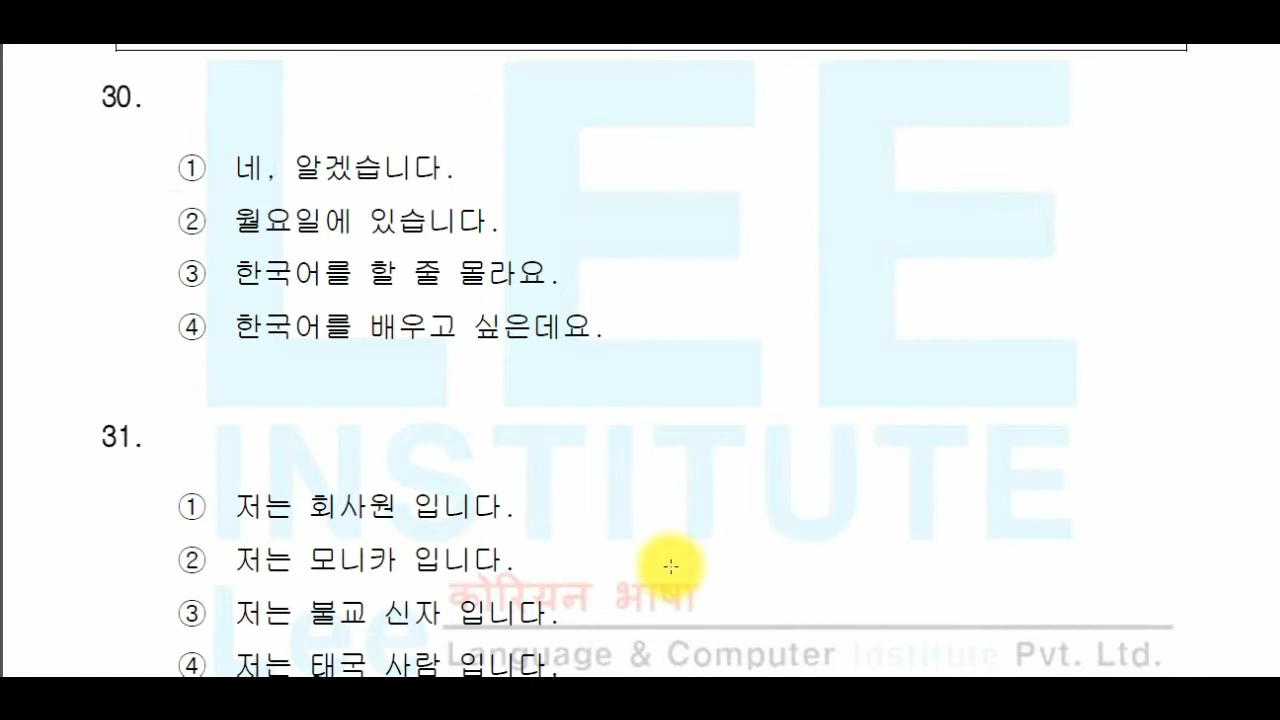 30.
① 네, 알겠습니다.
② 월요일에 있습니다.
③ 한국어를 할 줄 몰라요.
④ 한국어를 배우고 싶은데요.
31.
① 저는 회사원 입니다.
② 저는 모니카 입니다.
③ 저는 불교 신자 입니다.
④ 저는 태국 사람 입니다.
LEE
INSTITUTE
Lee
कोरियन भाषा
Language & Computer Institute Pvt. Ltd.